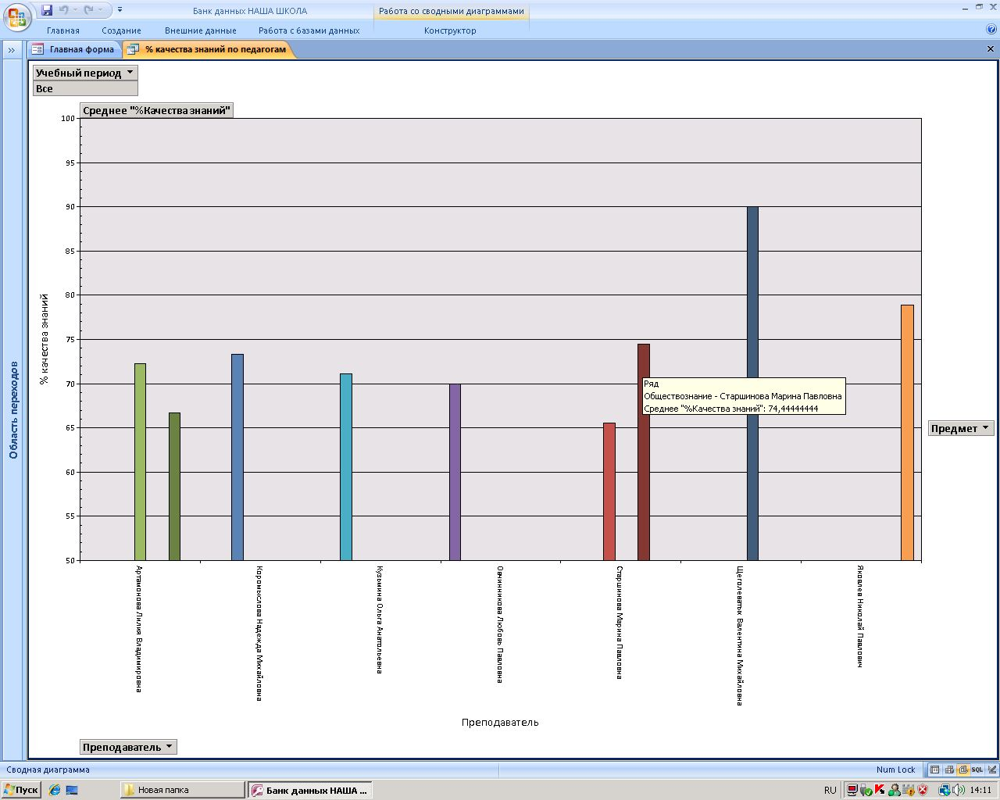 Банк данных НАША ШКОЛА
Работа со сводными диаграммами
Главная
Создание
Внешние данные
Работа с базами данных
Конструктор
»
Главная форма
% качества знаний по педагогам
Учебный период
Все
Среднее "%Качества знаний"
100
95
90
85
80
75
70
65
60
55
50
% качества знаний
Область переходов
Ряд
Обществознание - Старшинова Марина Павловна
Среднее "%Качества знаний": 74,44444444
Предмет
Артамонова Лилия Владимировна
Коромыслова Надежда Михайловна
Кузьмина Ольга Анатольевна
Овчинникова Любовь Павловна
Старшинова Марина Павловна
Щеголеватых Валентина Михайловна
Яковлев Николай Павлович
Преподаватель
Преподаватель
Сводная диаграмма
Num Lock
SQL
Пуск
Новая папка
Банк данных НАША ...
RU
14:11